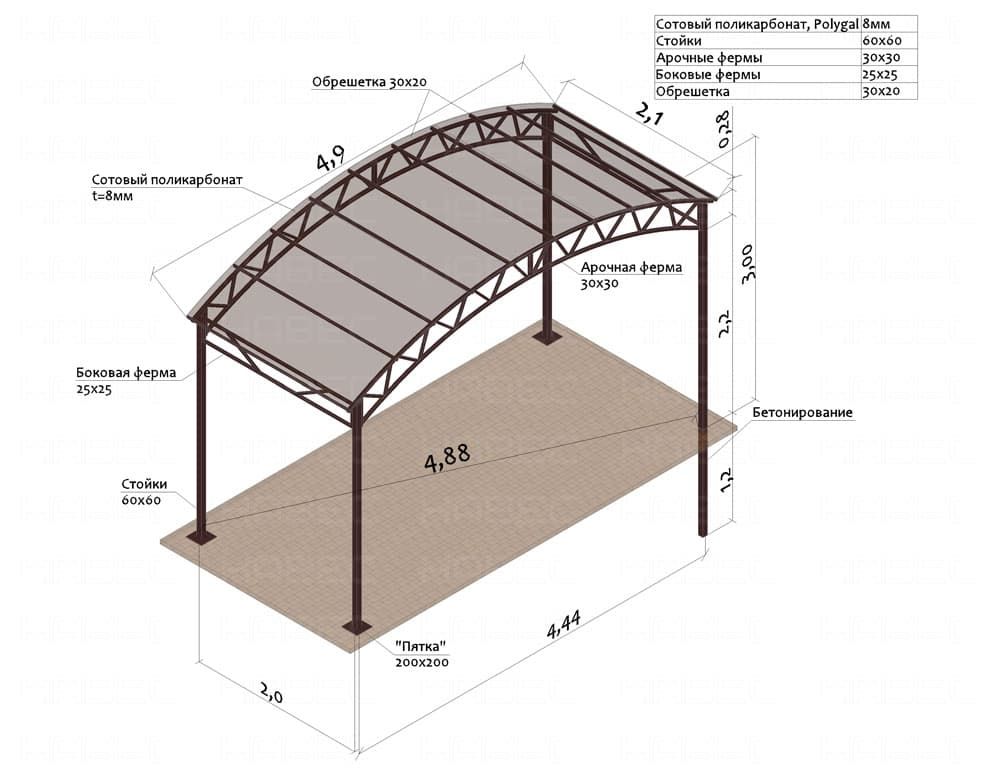 Сотовый поликарбонат, Polygal 8мм
Стойки 60х60
Арочные фермы 30х30
Боковые фермы 25х25
Обрешетка 30х20
Обрешетка 30х20
2,1
0,28
4,9
Сотовый поликарбонат
t=8мм
Арочная ферма
30х30
3,00
2,2
Боковая ферма
25х25
Бетонирование
4,88
Стойки
60х60
1,2
4,44
"Пятка"
200х200
2,0
НАВЕС